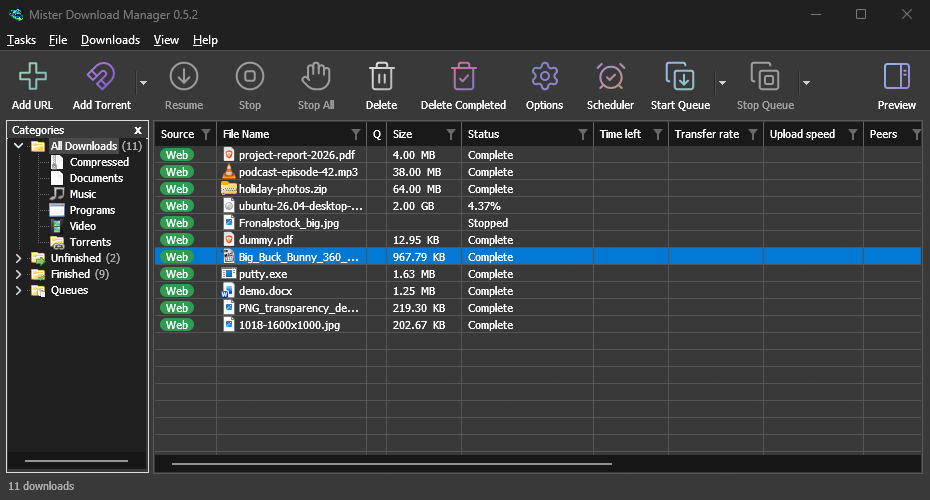 Mister Download Manager 0.5.2
Tasks File Downloads View Help
Add URL Add Torrent Resume Stop Stop All Delete Delete Completed Options Scheduler Start Queue Stop Queue Preview
Categories x
All Downloads (11)
Compressed
Documents
Music
Programs
Video
Torrents
Unfinished (2)
Finished (9)
Queues
Source File Name Q Size Status Time left Transfer rate Upload speed Peers
Web project-report-2026.pdf 4.00 MB Complete
Web podcast-episode-42.mp3 38.00 MB Complete
Web holiday-photos.zip 64.00 MB Complete
Web ubuntu-26.04-desktop-... 2.00 GB 4.37%
Web Fronalpstock_big.jpg Stopped
Web dummy.pdf 12.95 KB Complete
Web Big_Buck_Bunny_360_... 967.79 KB Complete
Web putty.exe 1.63 MB Complete
Web demo.docx 1.25 MB Complete
Web PNG_transparency_de... 219.30 KB Complete
Web 1018-1600x1000.jpg 202.67 KB Complete
11 downloads